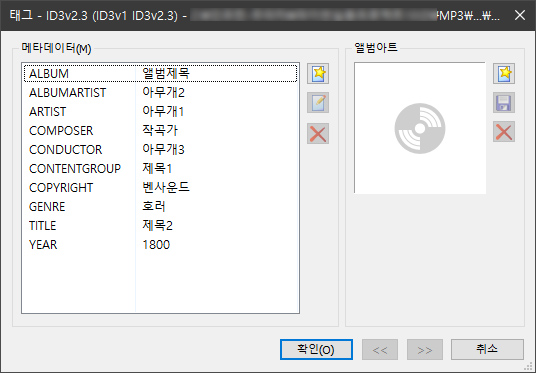 태그 - ID3v2.3 (ID3v1 ID3v2.3) - ₩MP3₩...₩...
메타데이터(M)
앨범아트
ALBUM 앨범제목
ALBUMARTIST 아무개2
ARTIST 아무개1
COMPOSER 작곡가
CONDUCTOR 아무개3
CONTENTGROUP 제목1
COPYRIGHT 벤사운드
GENRE 호러
TITLE 제목2
YEAR 1800
확인(O) << >> 취소